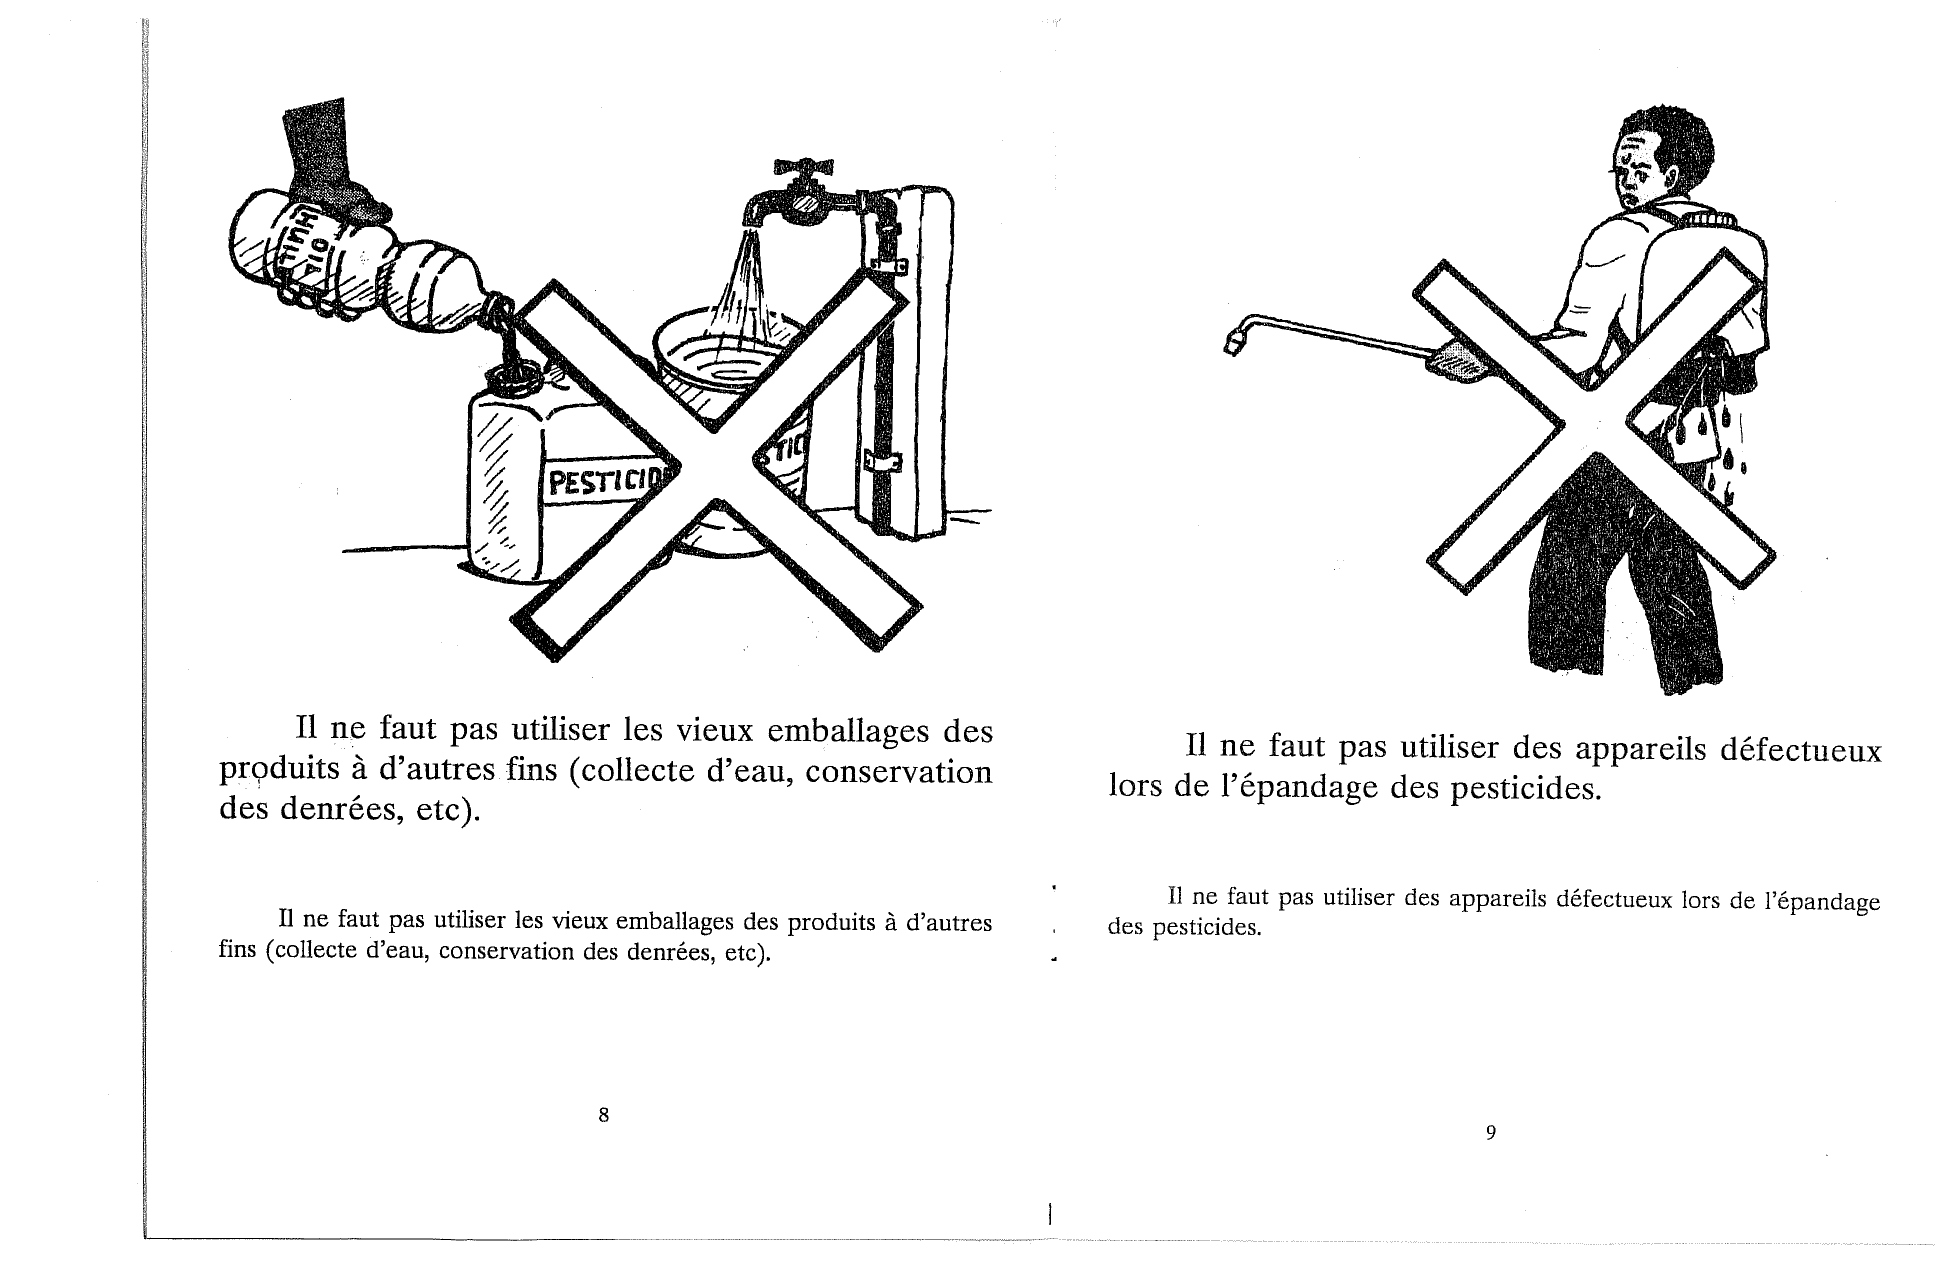 HUIL
OIL
PESTICID
STICI
Il ne faut pas utiliser les vieux emballages des
produits à d'autres fins (collecte d'eau, conservation
des denrées, etc).
Il ne faut pas utiliser les vieux emballages des produits à d'autres
fins (collecte d'eau, conservation des denrées, etc).
8
Il ne faut pas utiliser des appareils défectueux
lors de l'épandage des pesticides.
Il ne faut pas utiliser des appareils défectueux lors de l'épandage
des pesticides.
9